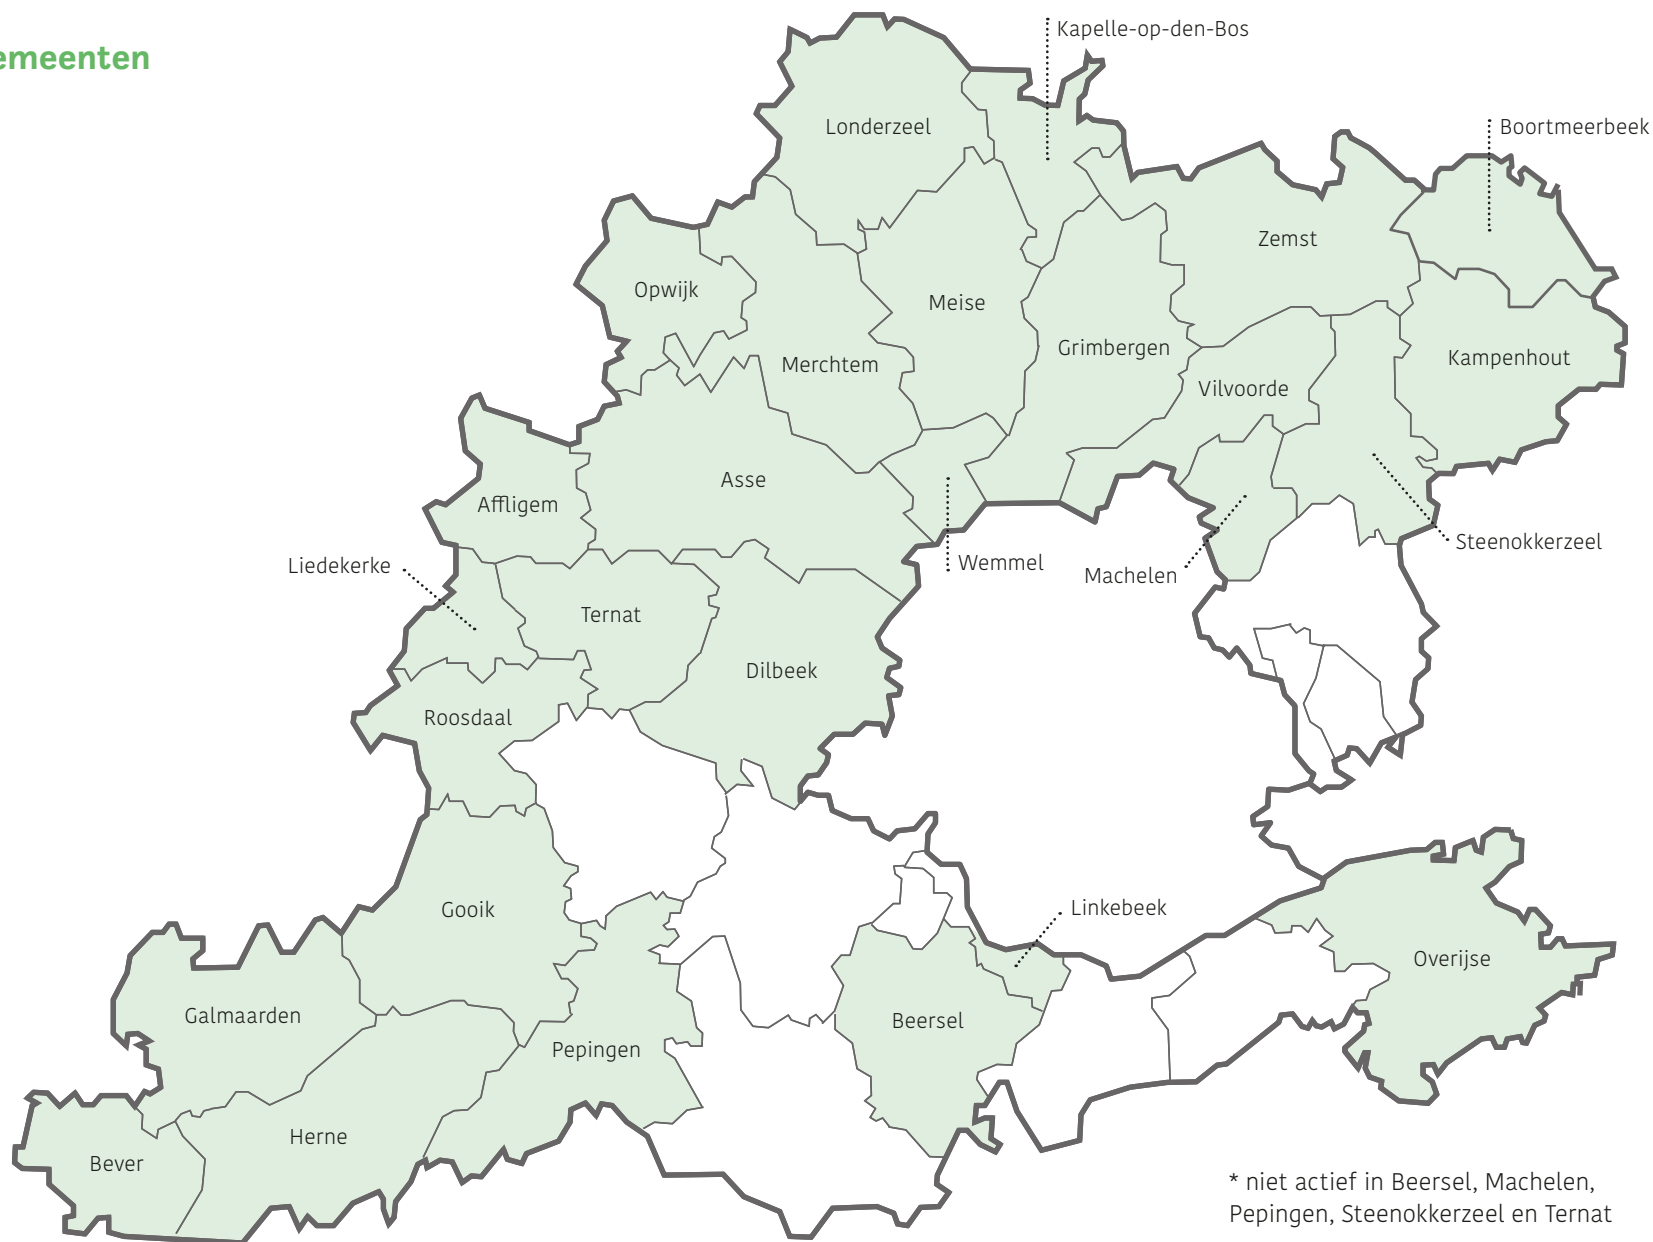 emeenten
Kapelle-op-den-Bos
Londerzeel
Boortmeerbeek
Zemst
Opwijk
Meise
Grimbergen
Kampenhout
Merchtem
Vilvoorde
Asse
Affligem
Steenokkerzeel
Liedekerke
Wemmel
Machelen
Ternat
Dilbeek
Roosdaal
Gooik
Linkebeek
Overijse
Galmaarden
Beersel
Pepingen
Herne
Bever
* niet actief in Beersel, Machelen,
Pepingen, Steenokkerzeel en Ternat